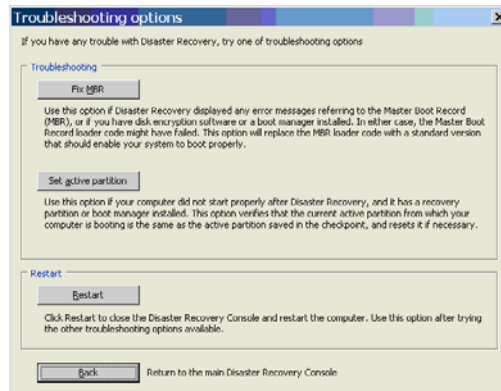 Troubleshooting options
If you have any trouble with Disaster Recovery, try one of troubleshooting options
Troubleshooting
Fix MBR
Use this option if Disaster Recovery displayed any error messages referring to the Master Boot Record
(MBR), or if you have disk encryption software or a boot manager installed. In either case, the Master Boot
Record loader code might have failed. This option will replace the MBR loader code with a standard version
that should enable your system to boot properly.
Set active partition
Use this option if your computer did not start properly after Disaster Recovery, and it has a recovery
partition or boot manager installed. This option verifies that the current active partition from which your
computer is booting is the same as the active partition saved in the checkpoint, and resets it if necessary.
Restart
Restart
Click Restart to close the Disaster Recovery Console and restart the computer. Use this option after trying
the other troubleshooting options available.
Back Return to the main Disaster Recovery Console